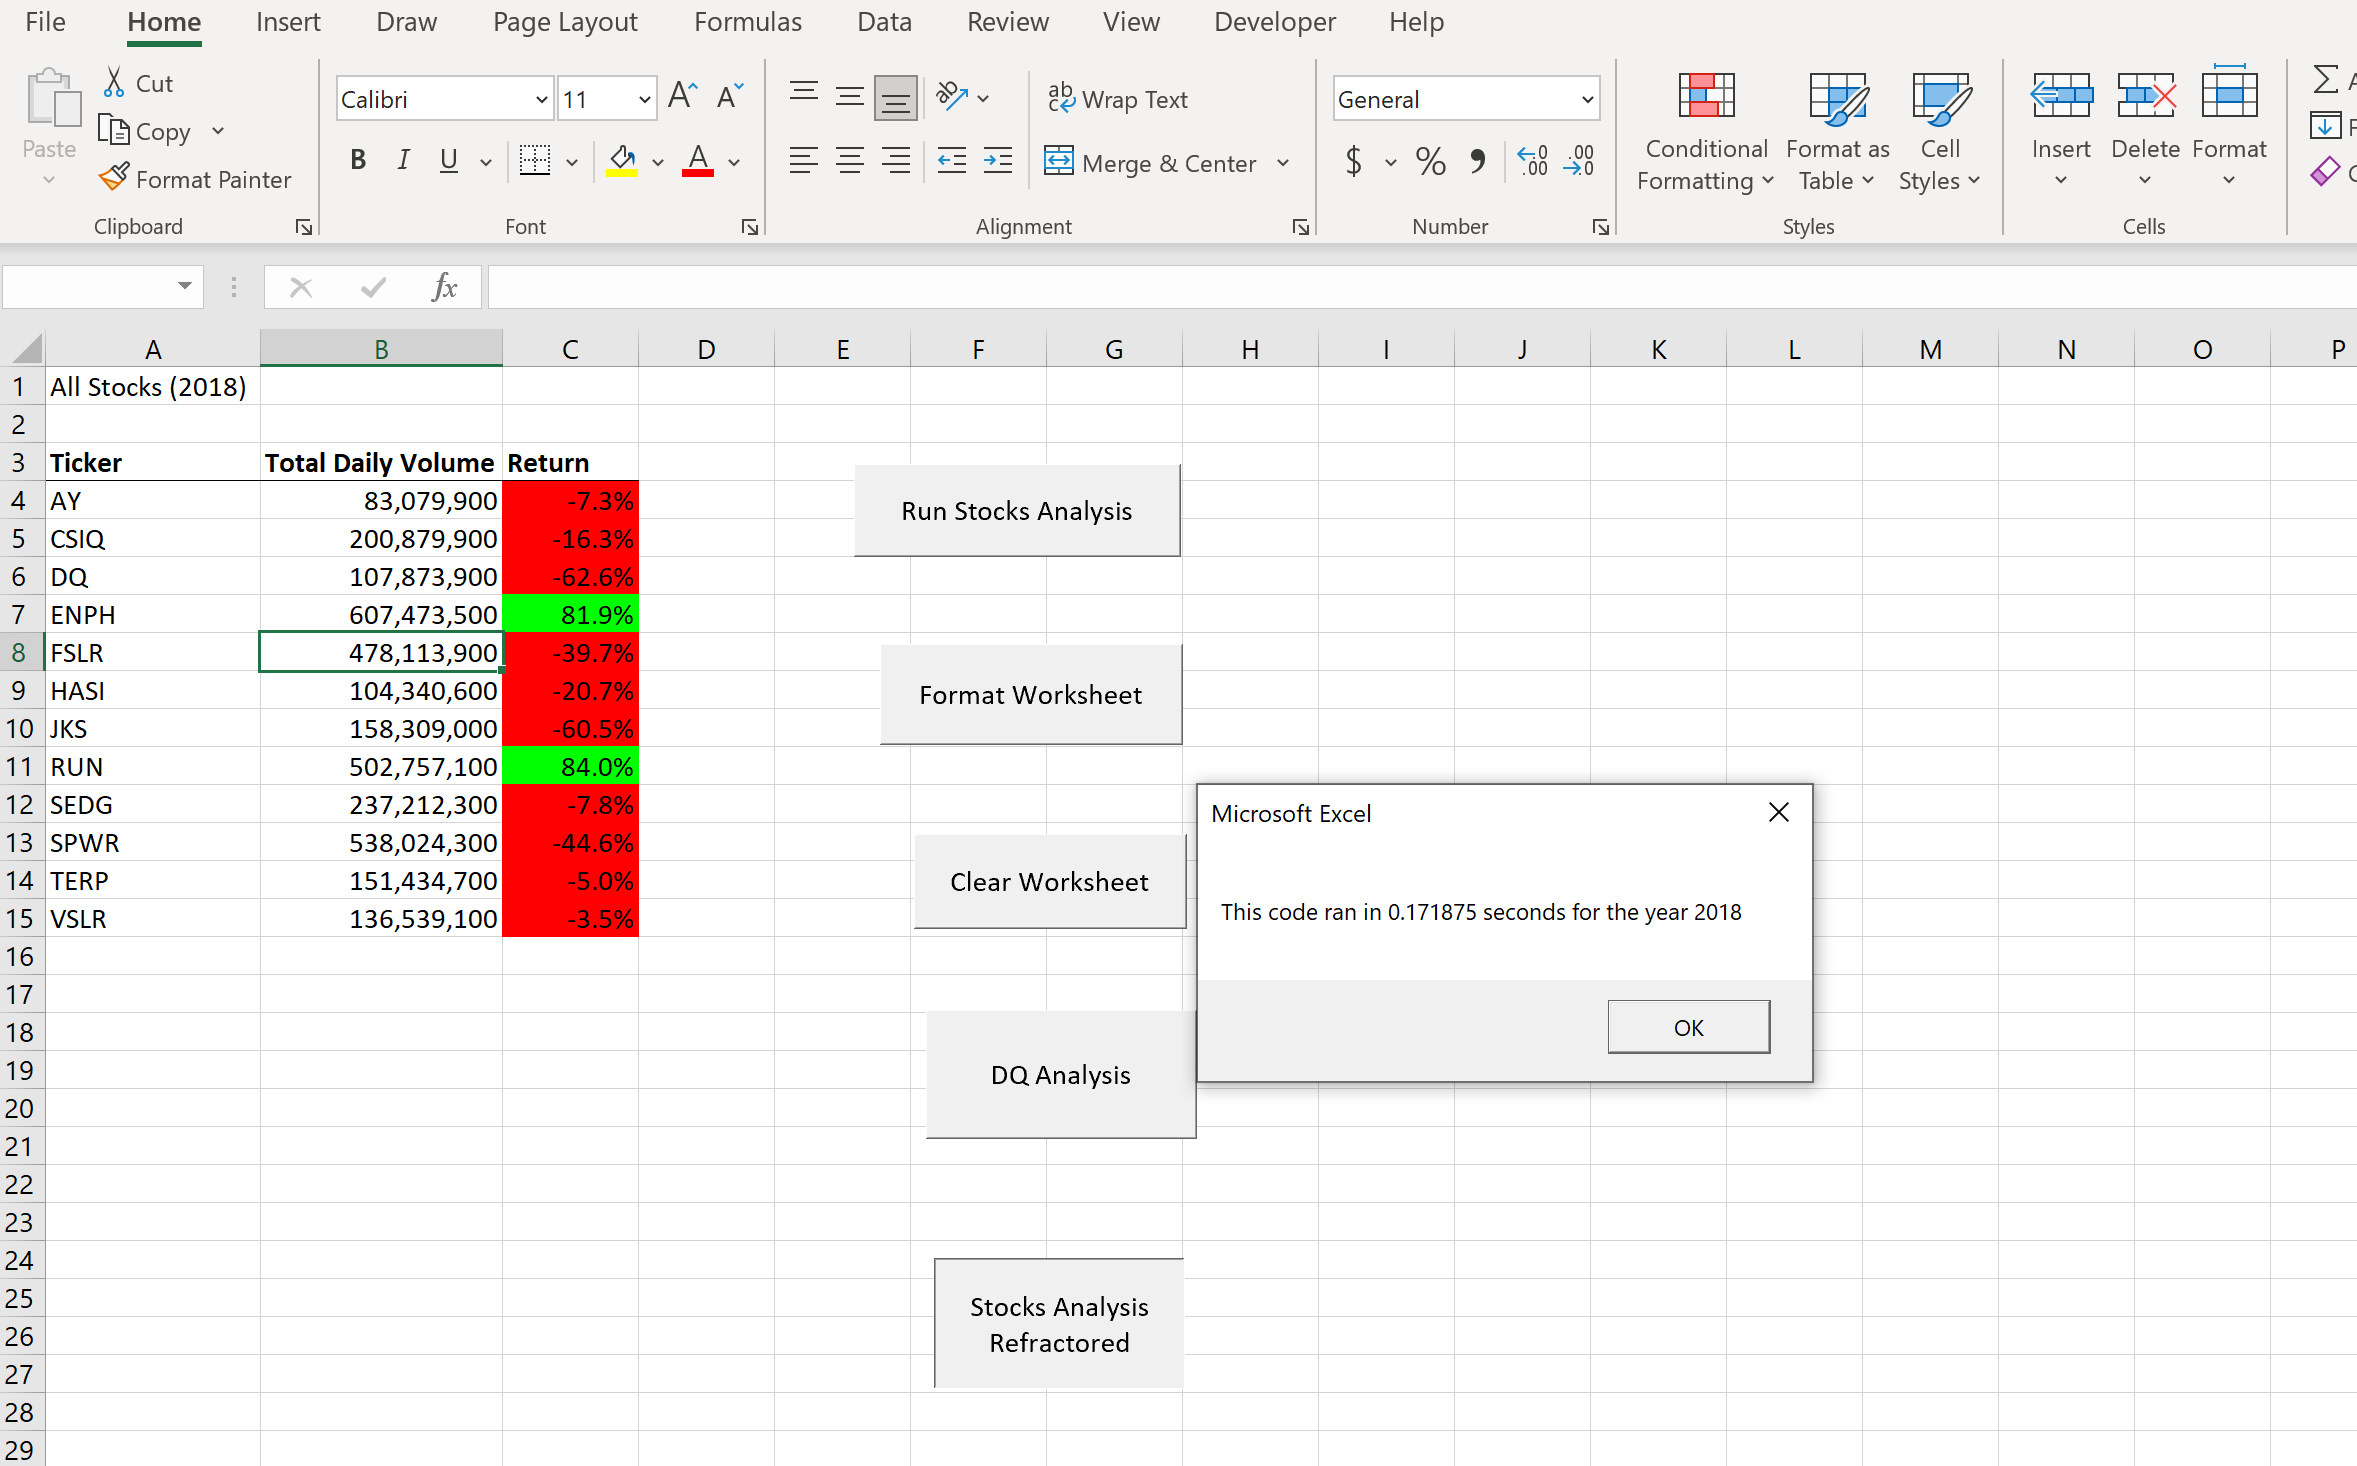 File Home Insert Draw Page Layout Formulas Data Review View Developer Help
Paste
Cut
Copy
Format Painter
Clipboard
Calibri 11
B I U
Font
Wrap Text
Merge & Center
Alignment
General
$ % 9
Number
Conditional Formatting
Format as Table
Cell Styles
Styles
Insert Delete Format
Cells
fx
A B C D E F G H I J K L M N O P
1 All Stocks (2018)
2
3 Ticker Total Daily Volume Return
4 AY 83,079,900 -7.3%
5 CSIQ 200,879,900 -16.3%
6 DQ 107,873,900 -62.6%
7 ENPH 607,473,500 81.9%
8 FSLR 478,113,900 -39.7%
9 HASI 104,340,600 -20.7%
10 JKS 158,309,000 -60.5%
11 RUN 502,757,100 84.0%
12 SEDG 237,212,300 -7.8%
13 SPWR 538,024,300 -44.6%
14 TERP 151,434,700 -5.0%
15 VSLR 136,539,100 -3.5%
16
17
18
19
20
21
22
23
24
25
26
27
28
29
Run Stocks Analysis
Format Worksheet
Clear Worksheet
DQ Analysis
Stocks Analysis
Refractored
Microsoft Excel
This code ran in 0.171875 seconds for the year 2018
OK